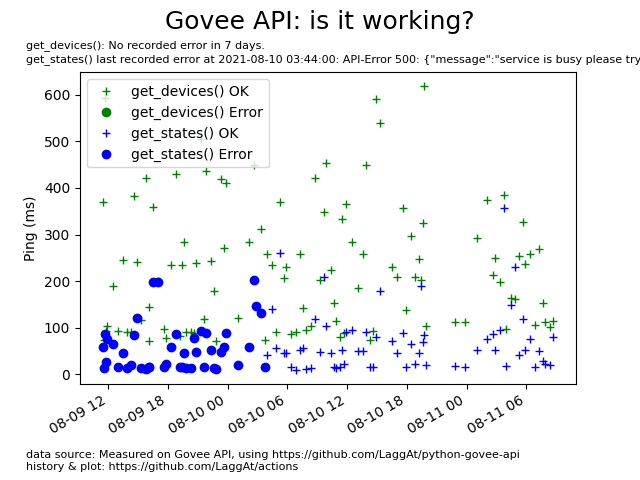 Govee API: is it working?
get_devices(): No recorded error in 7 days.
get_states() last recorded error at 2021-08-10 03:44:00: API-Error 500: {"message":"service is busy please try
get_devices() OK
get_devices() Error
get_states() OK
get_states() Error
Ping (ms)
600
500
400
300
200
100
0
08-09 12
08-09 18
08-10 00
08-10 06
08-10 12
08-10 18
08-11 00
08-11 06
data source: Measured on Govee API, using https://github.com/LaggAt/python-govee-api
history & plot: https://github.com/LaggAt/actions